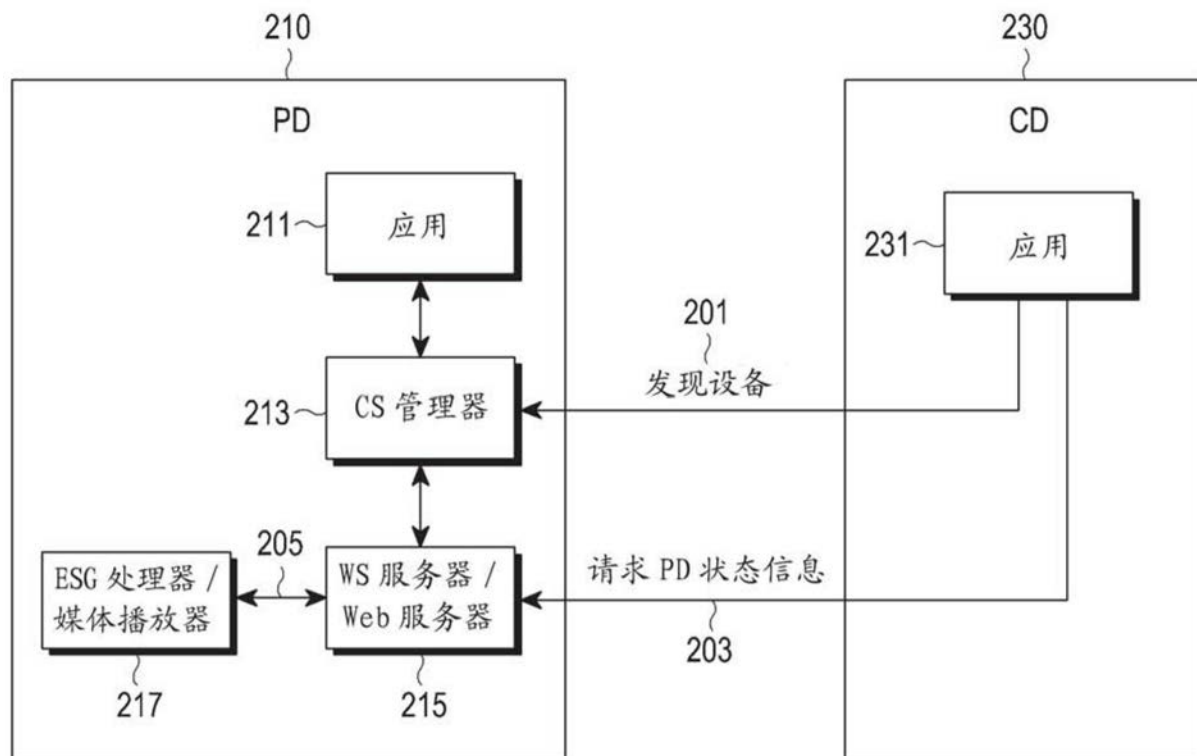 210
230
PD
CD
211
应用
231
应用
201
发现设备
213
CS 管理器
205
ESG 处理器 /
媒体播放器
WS 服务器 /
Web 服务器
请求 PD 状态信息
203
217
215